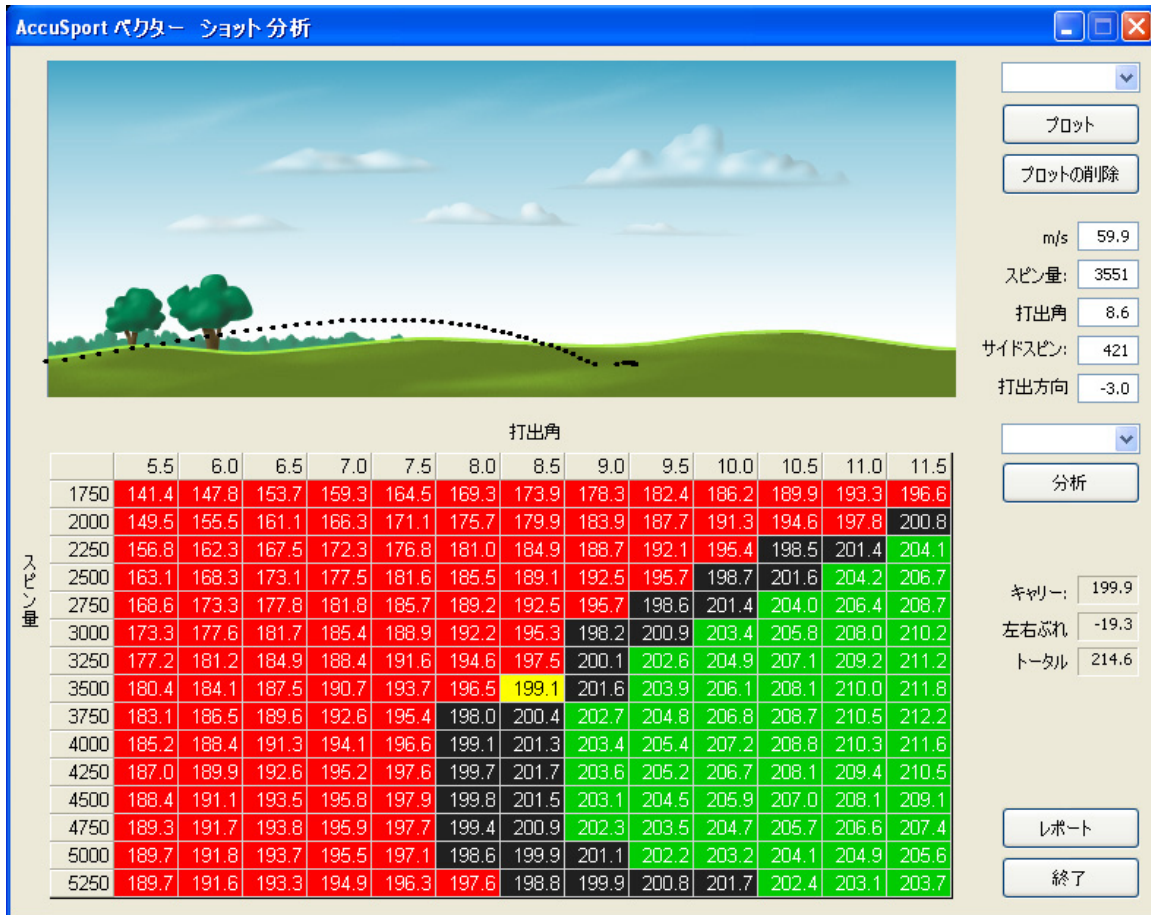 AccuSport ベクター ショット 分析
プロット
プロットの削除
m/s 59.9
スピン量: 3551
打出角 8.6
サイドスピン: 421
打出方向 -3.0
分析
キャリー: 199.9
左右ぶれ -19.3
トータル 214.6
レポート
終了
打出角
スピン量
5.5 6.0 6.5 7.0 7.5 8.0 8.5 9.0 9.5 10.0 10.5 11.0 11.5
1750 141.4 147.8 153.7 159.3 164.5 169.3 173.9 178.3 182.4 186.2 189.9 193.3 196.6
2000 149.5 155.5 161.1 166.3 171.1 175.7 179.9 183.9 187.7 191.3 194.6 197.8 200.8
2250 156.8 162.3 167.5 172.3 176.8 181.0 184.9 188.7 192.1 195.4 198.5 201.4 204.1
2500 163.1 168.3 173.1 177.5 181.6 185.5 189.1 192.5 195.7 198.7 201.6 204.2 206.7
2750 168.6 173.3 177.8 181.8 185.7 189.2 192.5 195.7 198.6 201.4 204.0 206.4 208.7
3000 173.3 177.6 181.7 185.4 188.9 192.2 195.3 198.2 200.9 203.4 205.8 208.0 210.2
3250 177.2 181.2 184.9 188.4 191.6 194.6 197.5 200.1 202.6 204.9 207.1 209.2 211.2
3500 180.4 184.1 187.5 190.7 193.7 196.5 199.1 201.6 203.9 206.1 208.1 210.0 211.8
3750 183.1 186.5 189.6 192.6 195.4 198.0 200.4 202.7 204.8 206.8 208.7 210.5 212.2
4000 185.2 188.4 191.3 194.1 196.6 199.1 201.3 203.4 205.4 207.2 208.8 210.3 211.6
4250 187.0 189.9 192.6 195.2 197.6 199.7 201.7 203.6 205.2 206.7 208.1 209.4 210.5
4500 188.4 191.1 193.5 195.8 197.9 199.8 201.5 203.1 204.5 205.9 207.0 208.1 209.1
4750 189.3 191.7 193.8 195.9 197.7 199.4 200.9 202.3 203.5 204.7 205.7 206.6 207.4
5000 189.7 191.8 193.7 195.5 197.1 198.6 199.9 201.1 202.2 203.2 204.1 204.9 205.6
5250 189.7 191.6 193.3 194.9 196.3 197.6 198.8 199.9 200.8 201.7 202.4 203.1 203.7